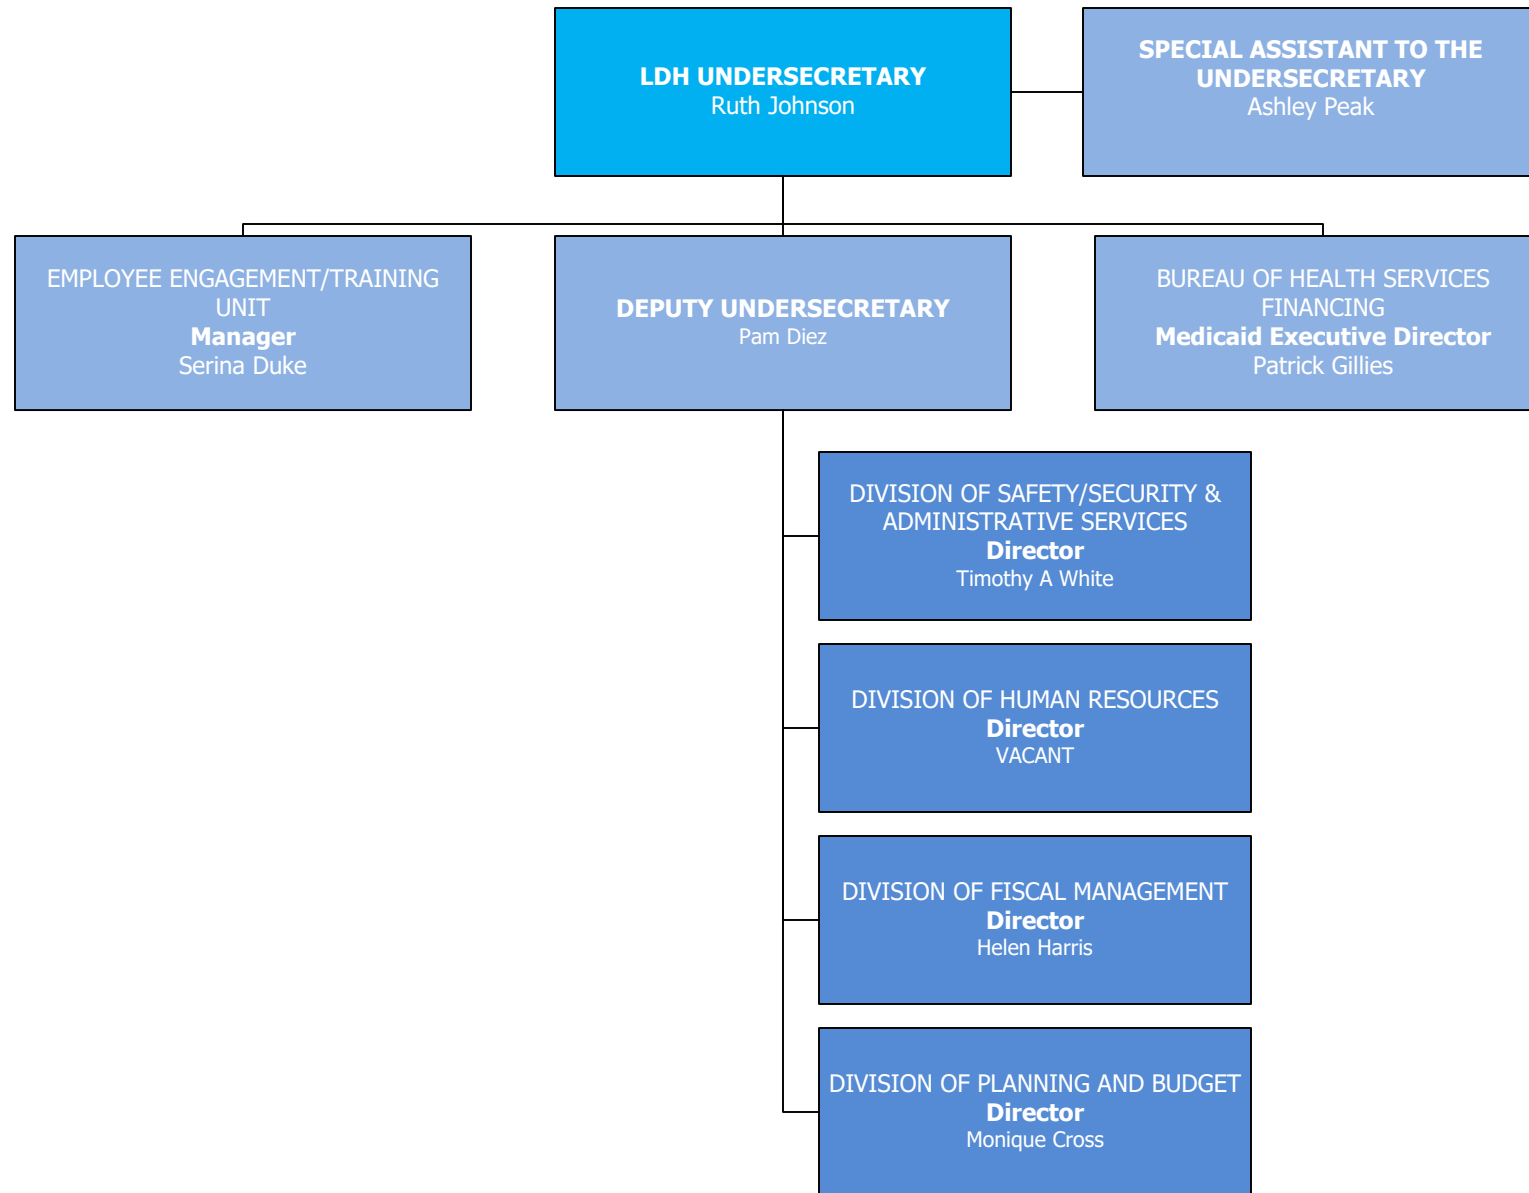 LDH UNDERSECRETARY
Ruth Johnson
SPECIAL ASSISTANT TO THE
UNDERSECRETARY
Ashley Peak
EMPLOYEE ENGAGEMENT/TRAINING
UNIT
Manager
Serina Duke
DEPUTY UNDERSECRETARY
Pam Diez
BUREAU OF HEALTH SERVICES
FINANCING
Medicaid Executive Director
Patrick Gillies
DIVISION OF SAFETY/SECURITY &
ADMINISTRATIVE SERVICES
Director
Timothy A White
DIVISION OF HUMAN RESOURCES
Director
VACANT
DIVISION OF FISCAL MANAGEMENT
Director
Helen Harris
DIVISION OF PLANNING AND BUDGET
Director
Monique Cross